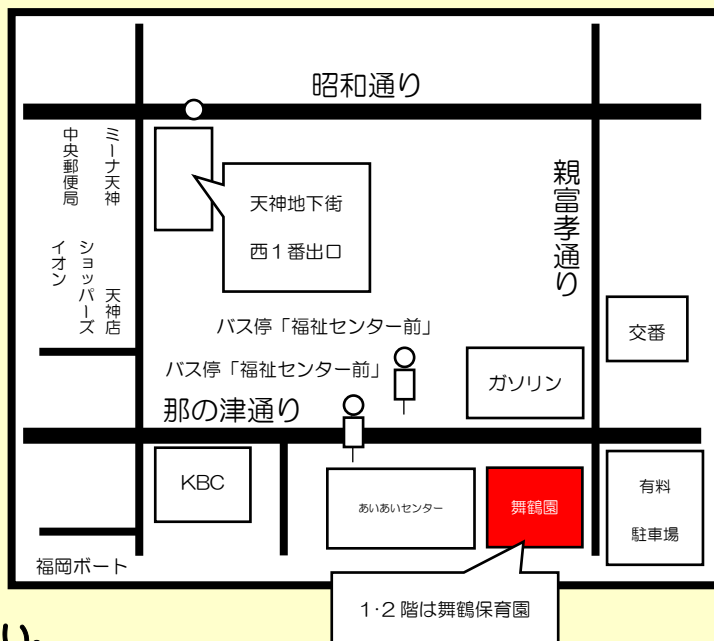 昭和通り
中央郵便局
ミーナ天神
天神地下街
西1番出口
親富孝通り
イオン
ショッパーズ
天神店
バス停「福祉センター前」
交番
バス停「福祉センター前」
ガソリン
那の津通り
KBC
あいあいセンター
舞鶴園
有料
駐車場
福岡ボート
1·2階は舞鶴保育園
い。